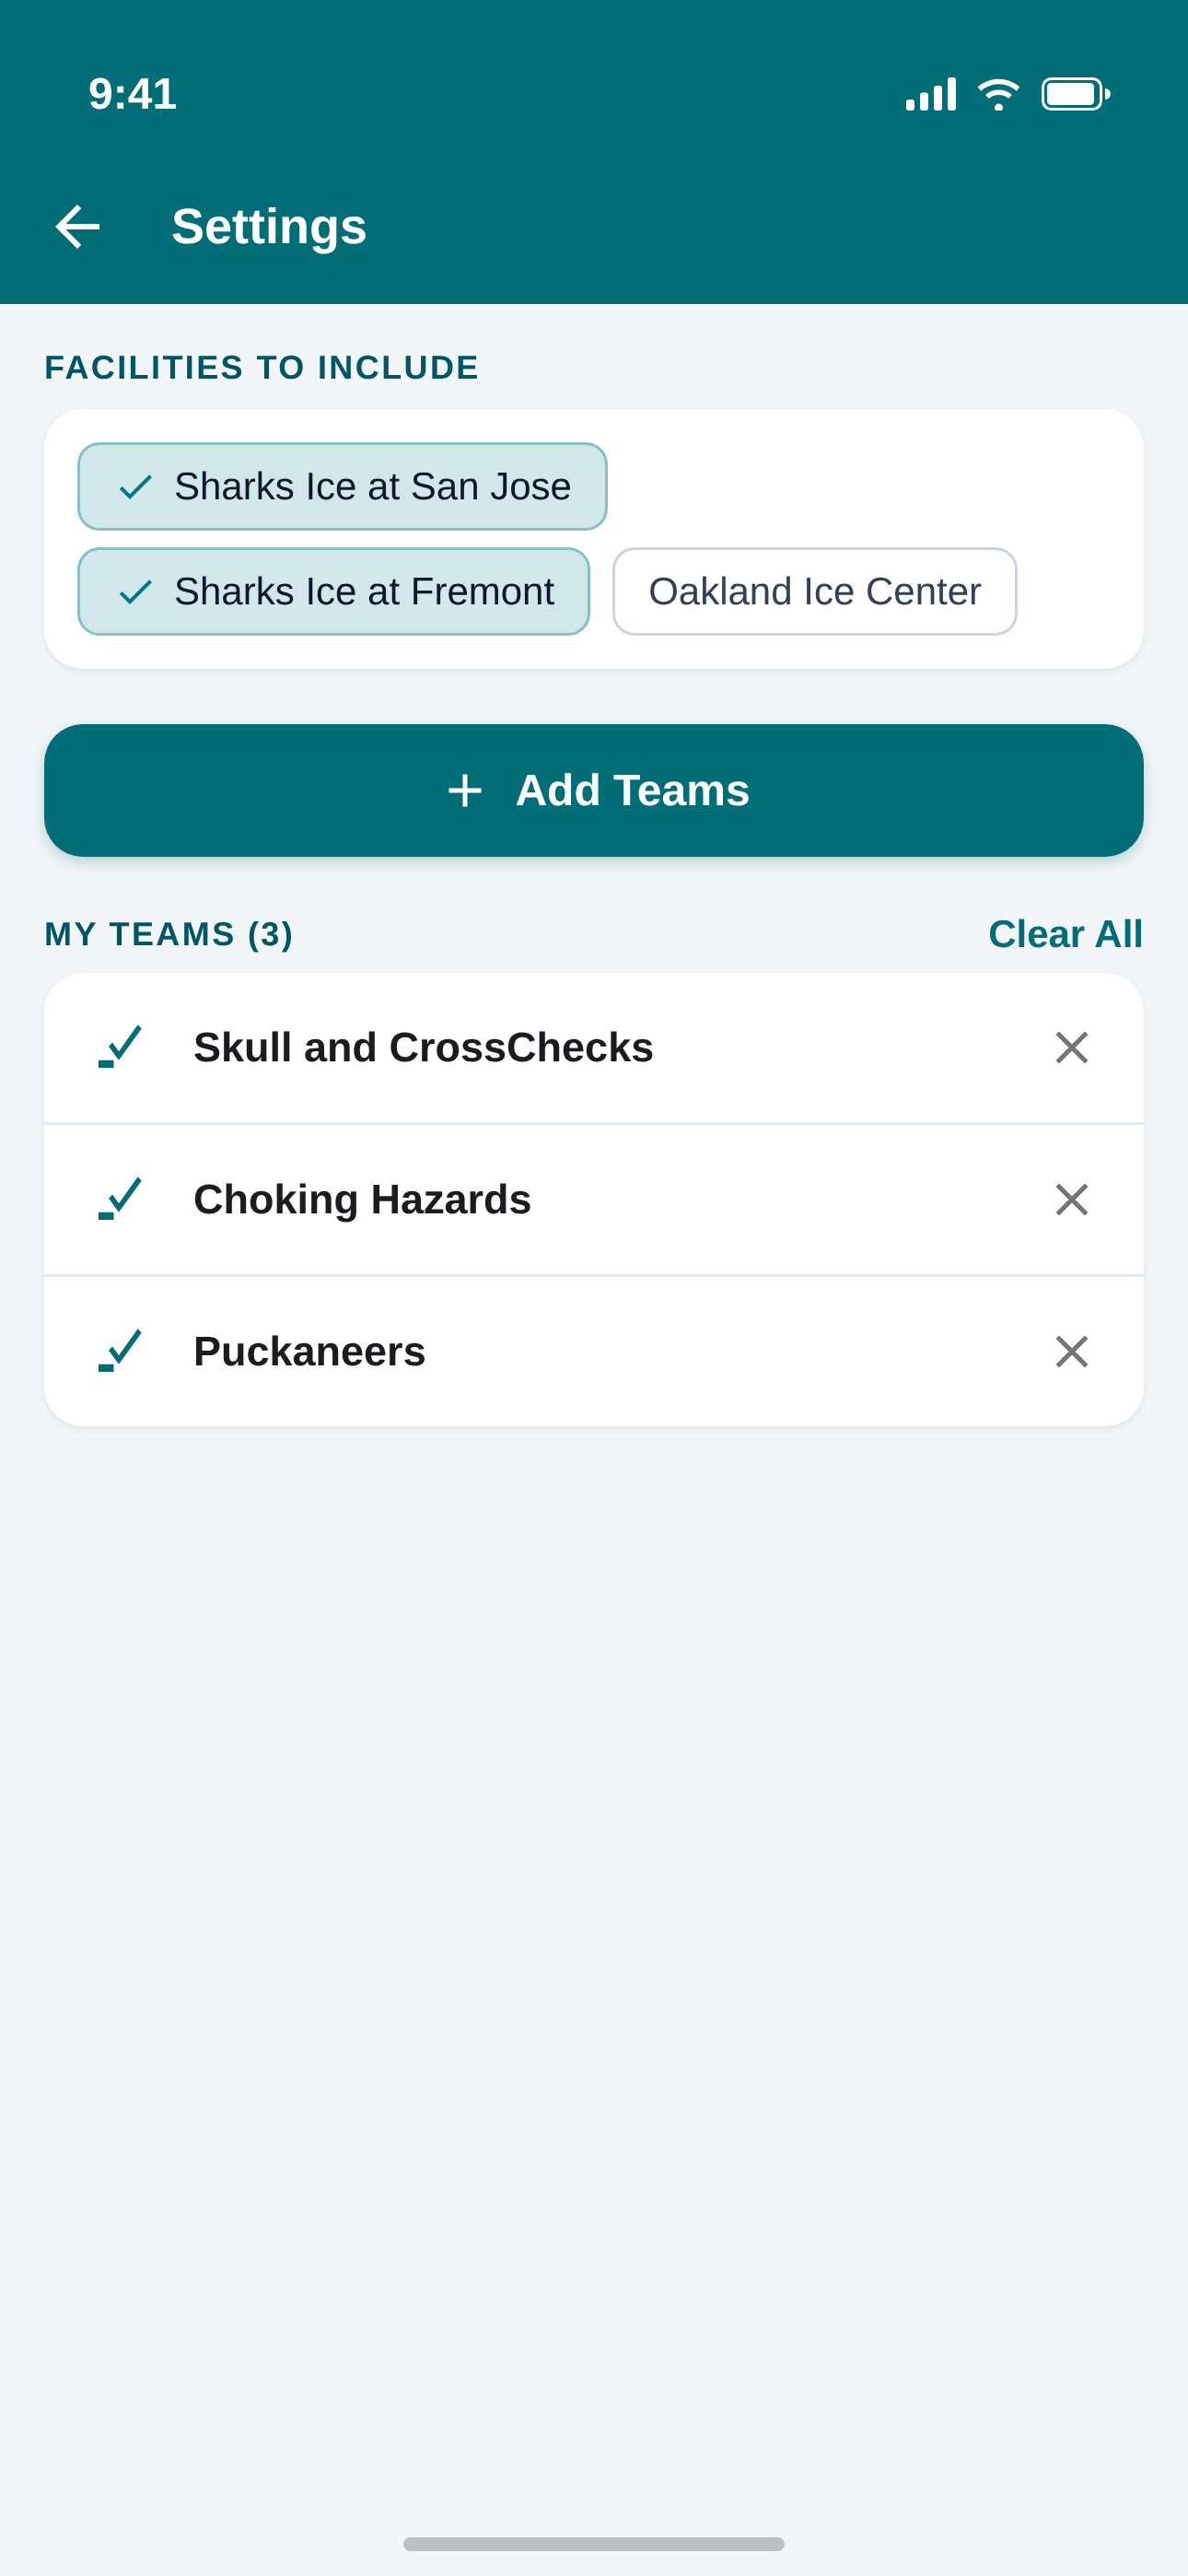 9:41
Settings
FACILITIES TO INCLUDE
Sharks Ice at San Jose
Sharks Ice at Fremont
Oakland Ice Center
Add Teams
MY TEAMS (3)
Clear All
Skull and CrossChecks
Choking Hazards
Puckaneers